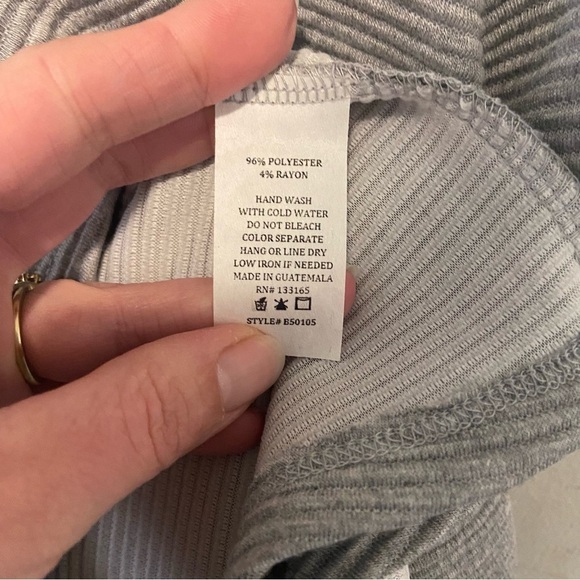 96% POLYESTER
4% RAYON
HAND WASH
WITH COLD WATER
DO NOT BLEACH
COLOR SEPARATE
HANG OR LINE DRY
LOW IRON IF NEEDED
MADE IN GUATEMALA
RN# 133165
STYLE# B50105